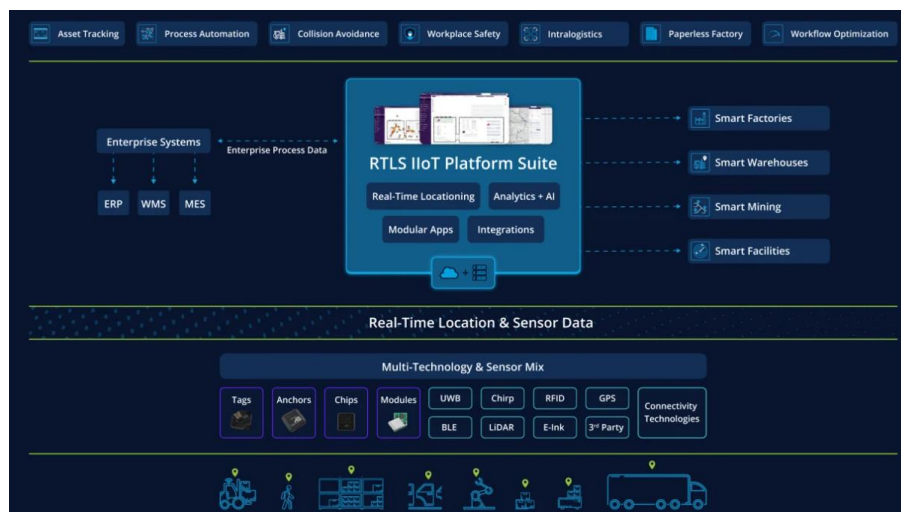 Asset Tracking
Process Automation
Collision Avoidance
Workplace Safety
Intralogistics
Paperless Factory
Workflow Optimization
Enterprise Systems
Enterprise Process Data
ERP
WMS
MES
RTLS IIoT Platform Suite
Real-Time Locationing
Analytics + AI
Modular Apps
Integrations
+
Smart Factories
Smart Warehouses
Smart Mining
Smart Facilities
Real-Time Location & Sensor Data
Multi-Technology & Sensor Mix
Tags
Anchors
Chips
Modules
UWB
Chirp
RFID
GPS
BLE
LiDAR
E-Ink
3rd Party
Connectivity
Technologies